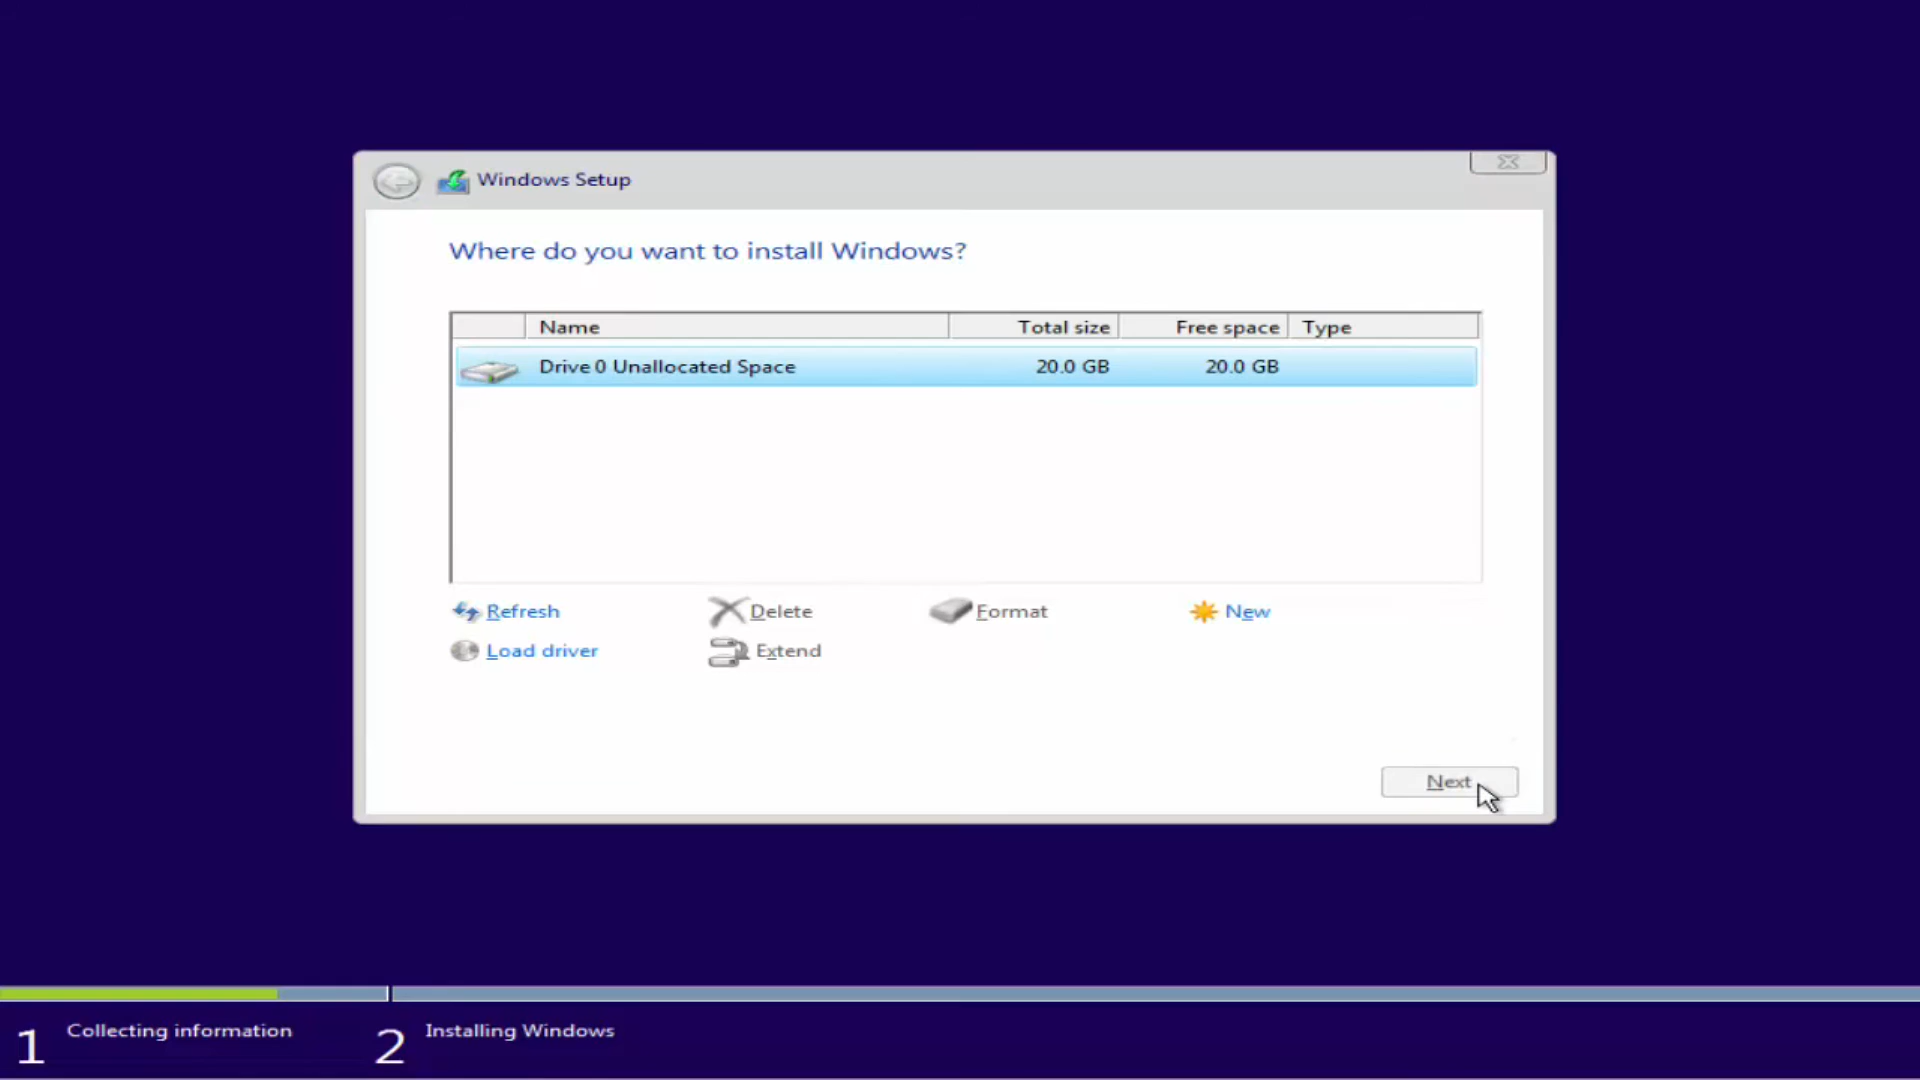 Windows Setup
Where do you want to install Windows?
Name Total size Free space Type
Drive 0 Unallocated Space 20.0 GB 20.0 GB
Refresh Delete Format New
Load driver Extend
Next
1 Collecting information 2 Installing Windows